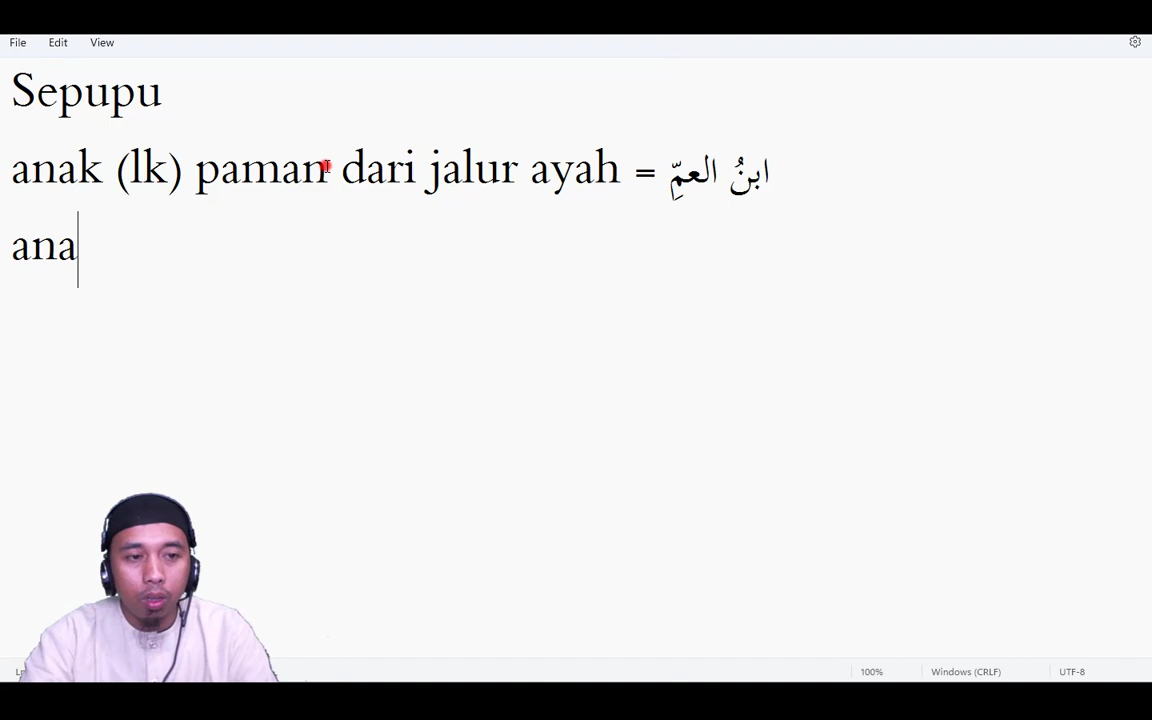 File Edit View
Sepupu
anak (lk) paman dari jalur ayah = ابنُ العمِّ
ana
100% Windows (CRLF) UTF-8